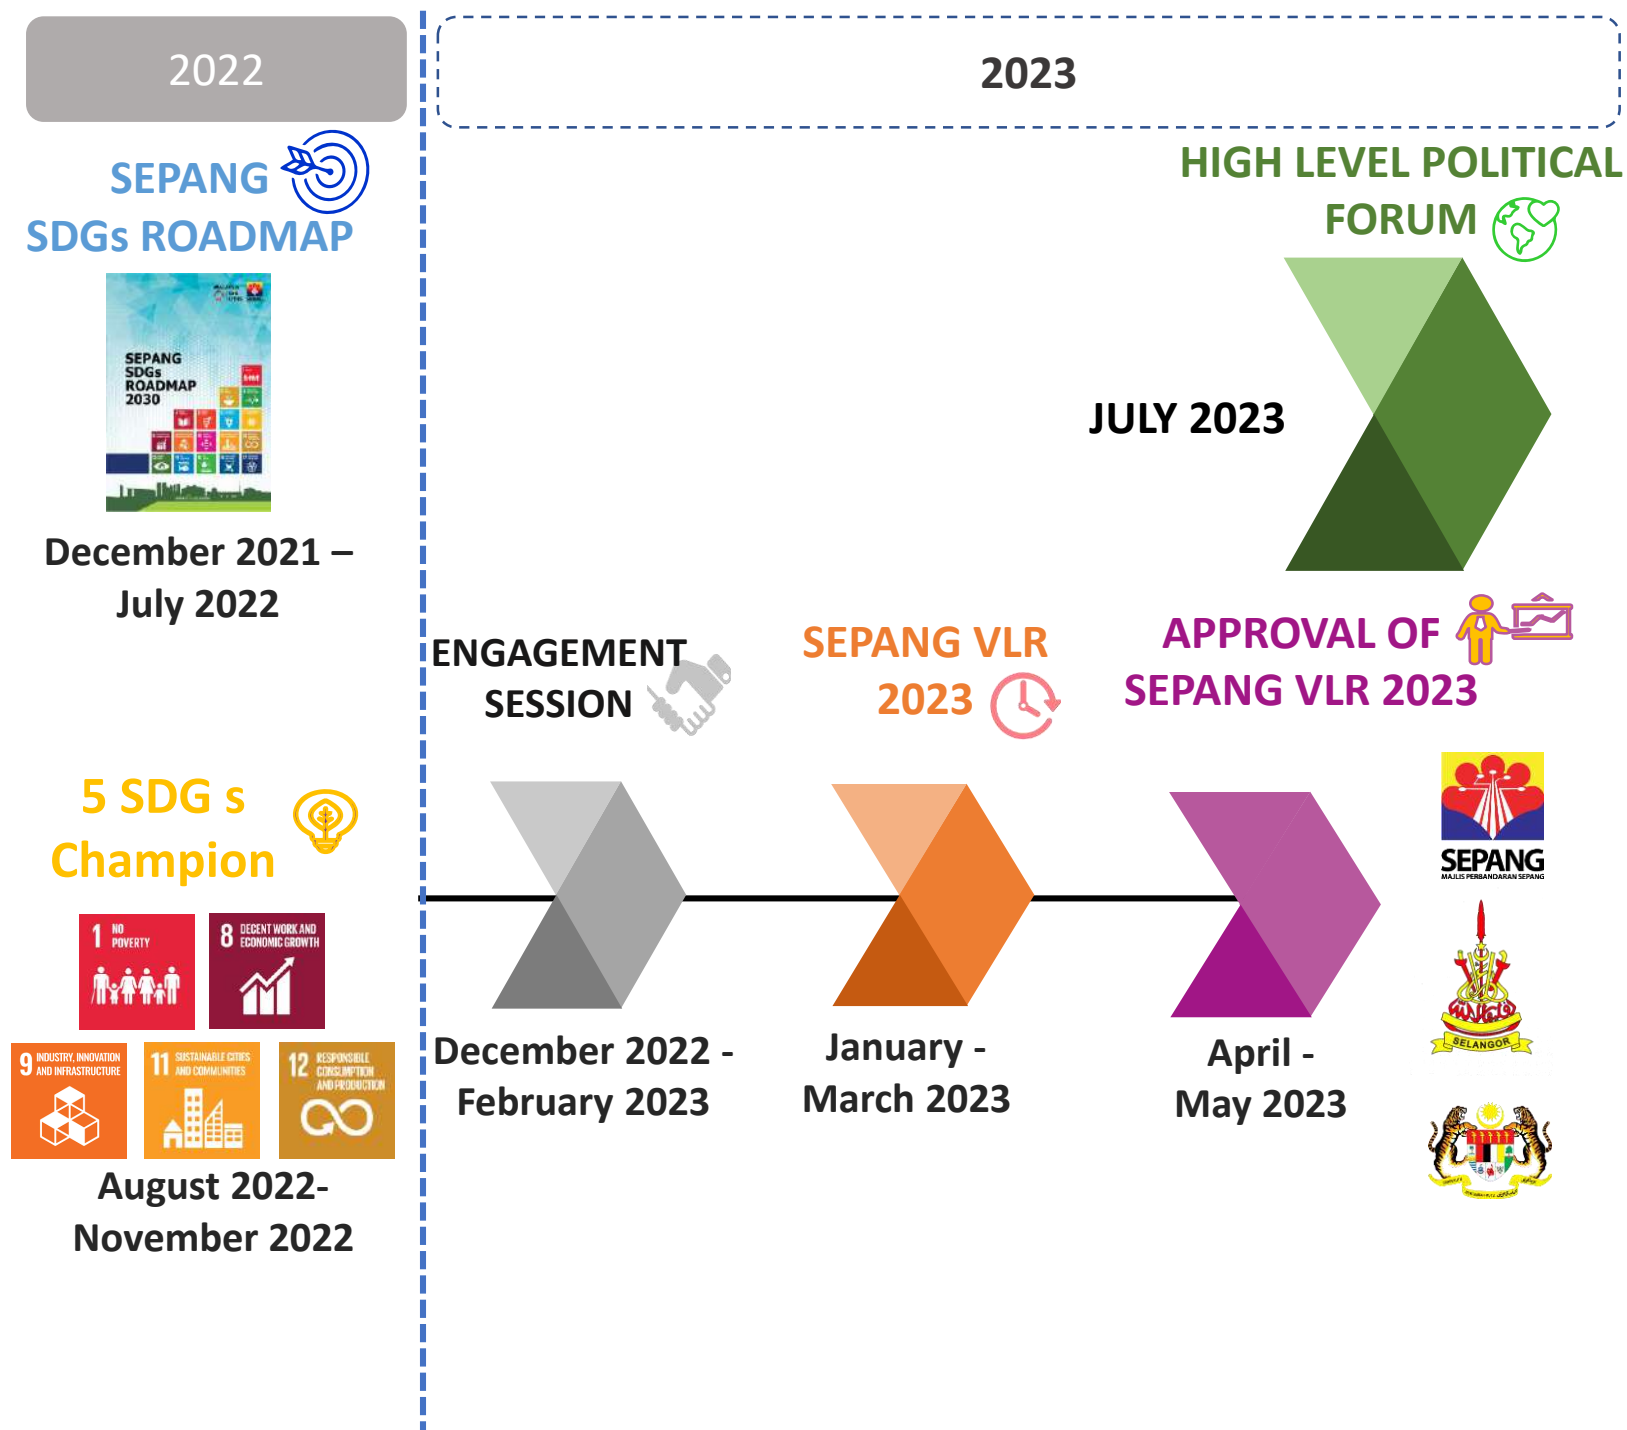 2022
2023
SEPANG
SDGs ROADMAP
SEPANG
SDGs
ROADMAP
2030
December 2021 –
July 2022
5 SDG s
Champion
1 NO
POVERTY
8 DECENT WORK AND
ECONOMIC GROWTH
9 INDUSTRY, INNOVATION
AND INFRASTRUCTURE
11 SUSTAINABLE CITIES
AND COMMUNITIES
12 RESPONSIBLE
CONSUMPTION
AND PRODUCTION
August 2022-
November 2022
HIGH LEVEL POLITICAL
FORUM
JULY 2023
ENGAGEMENT
SESSION
December 2022 -
February 2023
SEPANG VLR
2023
January -
March 2023
APPROVAL OF
SEPANG VLR 2023
April -
May 2023
SEPANG
MAJLIS PERBANDARAN SEPANG
SELANGOR